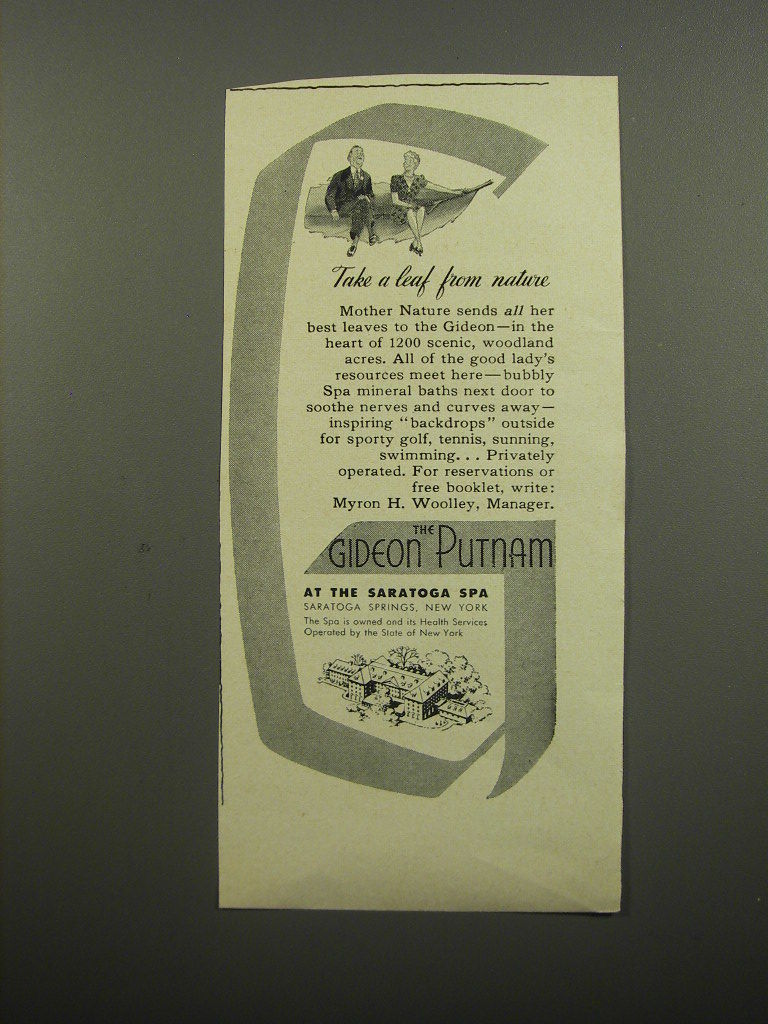 Take a leaf from nature
Mother Nature sends all her
best leaves to the Gideon—in the
heart of 1200 scenic, woodland
acres. All of the good lady's
resources meet here—bubbly
Spa mineral baths next door to
soothe nerves and curves away—
inspiring "backdrops" outside
for sporty golf, tennis, sunning,
swimming. . . Privately
operated. For reservations or
free booklet, write:
Myron H. Woolley, Manager.
THE
GIDEON PUTNAM
AT THE SARATOGA SPA
SARATOGA SPRINGS, NEW YORK
The Spa is owned and its Health Services
Operated by the State of New York